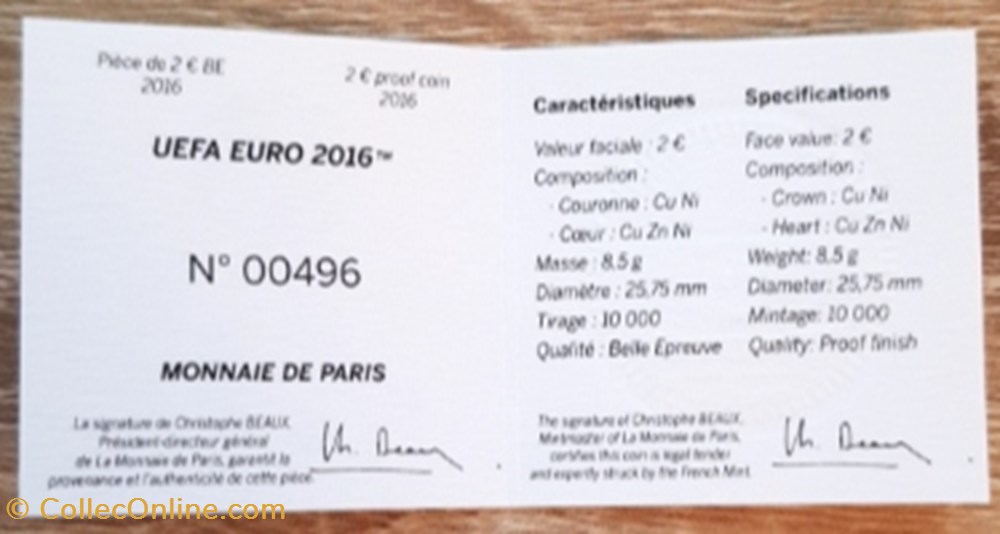 Pièce de 2 € BE
2016
2 € proof coin
2016
UEFA EURO 2016™
N° 00496
MONNAIE DE PARIS
La signature de Christophe BEAUX,
Président-directeur général
de La Monnaie de Paris, garantit la
provenance et l'authenticité de cette pièce.
Ch. Beaux
Caractéristiques
Valeur faciale : 2 €
Composition :
- Couronne : Cu Ni
- Cœur : Cu Zn Ni
Masse : 8,5 g
Diamètre : 25,75 mm
Tirage : 10 000
Qualité : Belle Epreuve
Specifications
Face value: 2 €
Composition :
- Crown : Cu Ni
- Heart : Cu Zn Ni
Weight: 8,5 g
Diameter: 25,75 mm
Mintage: 10 000
Quality: Proof finish
The signature of Christophe BEAUX,
Mintmaster of La Monnaie de Paris,
certifies this coin is legal tender
and expertly struck by the French Mint.
Ch. Beaux
© CollecOnline.com